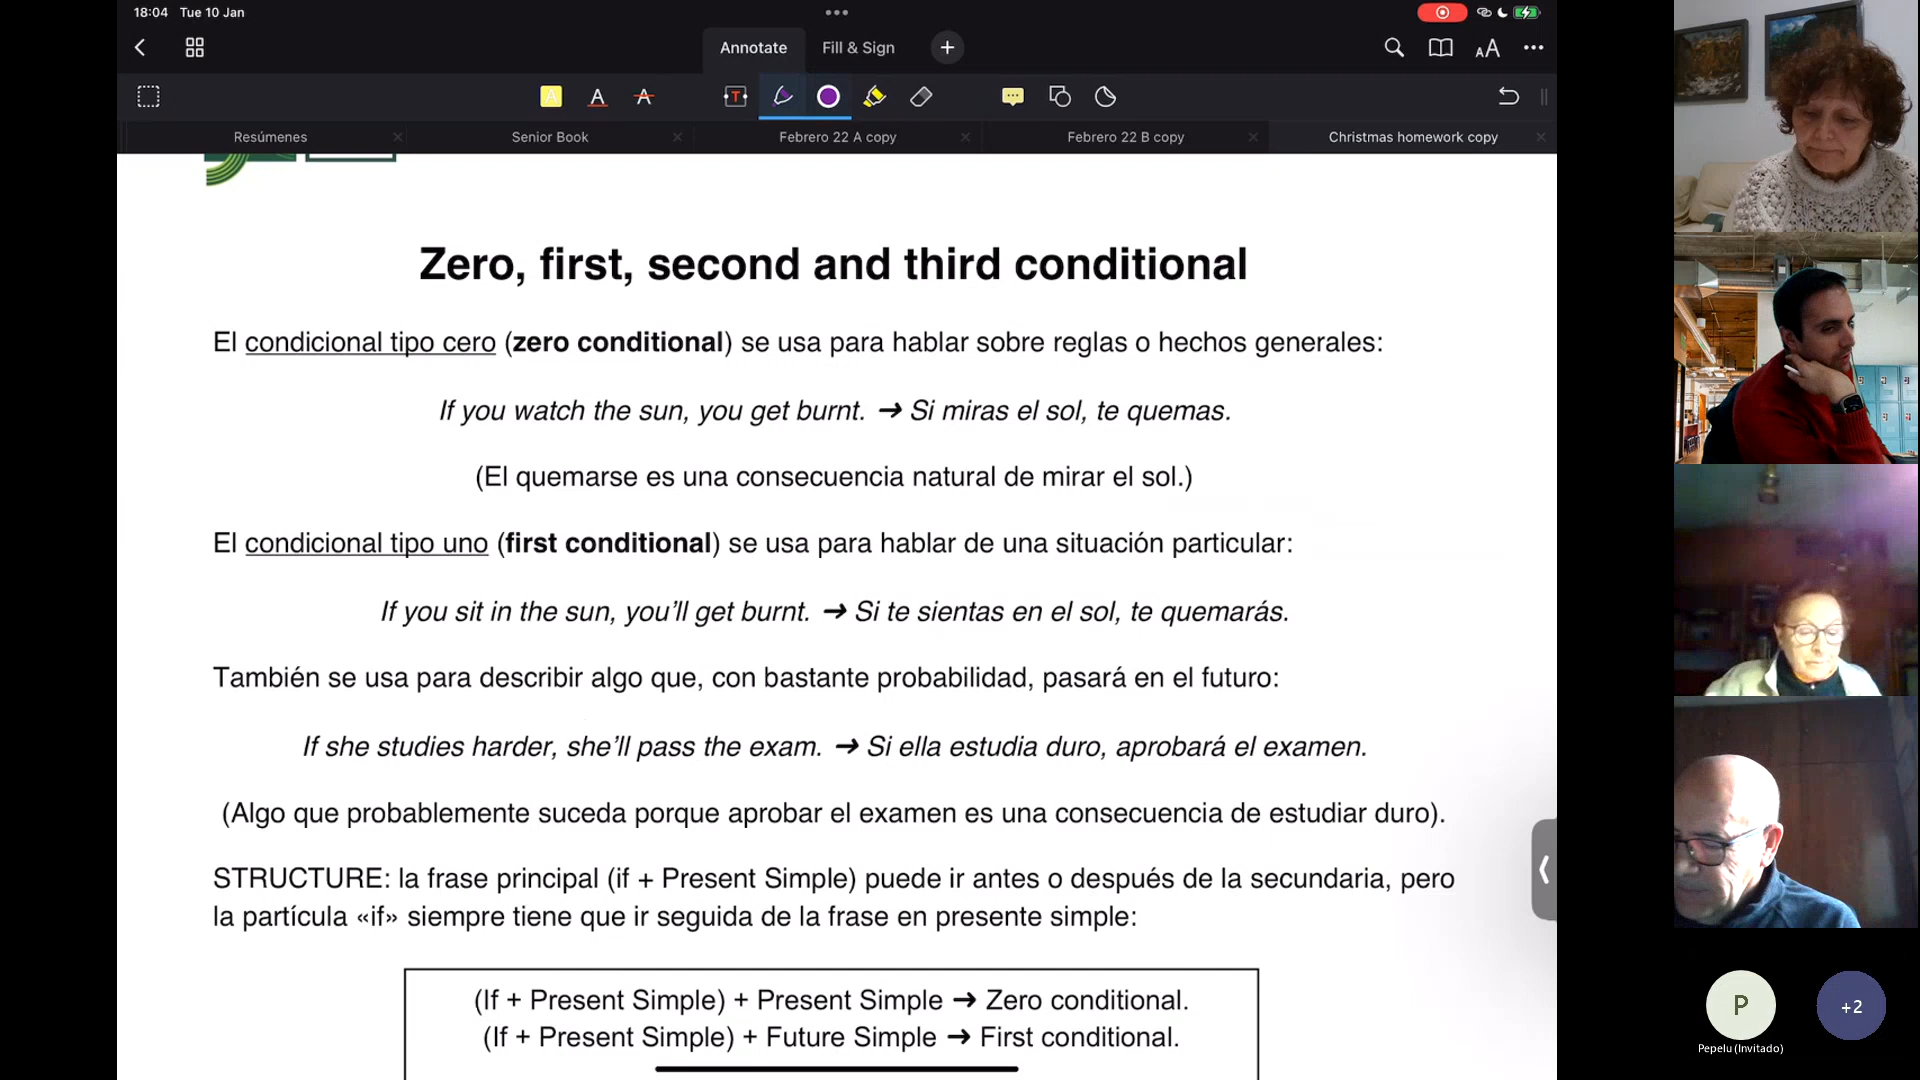 18:04 Tue 10 Jan
Annotate Fill & Sign
Resúmenes Senior Book Febrero 22 A copy Febrero 22 B copy Christmas homework copy
Zero, first, second and third conditional
El condicional tipo cero (zero conditional) se usa para hablar sobre reglas o hechos generales:
If you watch the sun, you get burnt. → Si miras el sol, te quemas.
(El quemarse es una consecuencia natural de mirar el sol.)
El condicional tipo uno (first conditional) se usa para hablar de una situación particular:
If you sit in the sun, you’ll get burnt. → Si te sientas en el sol, te quemarás.
También se usa para describir algo que, con bastante probabilidad, pasará en el futuro:
If she studies harder, she’ll pass the exam. → Si ella estudia duro, aprobará el examen.
(Algo que probablemente suceda porque aprobar el examen es una consecuencia de estudiar duro).
STRUCTURE: la frase principal (if + Present Simple) puede ir antes o después de la secundaria, pero
la partícula «if» siempre tiene que ir seguida de la frase en presente simple:
(If + Present Simple) + Present Simple → Zero conditional.
(If + Present Simple) + Future Simple → First conditional.
P
+2
Pepelu (Invitado)